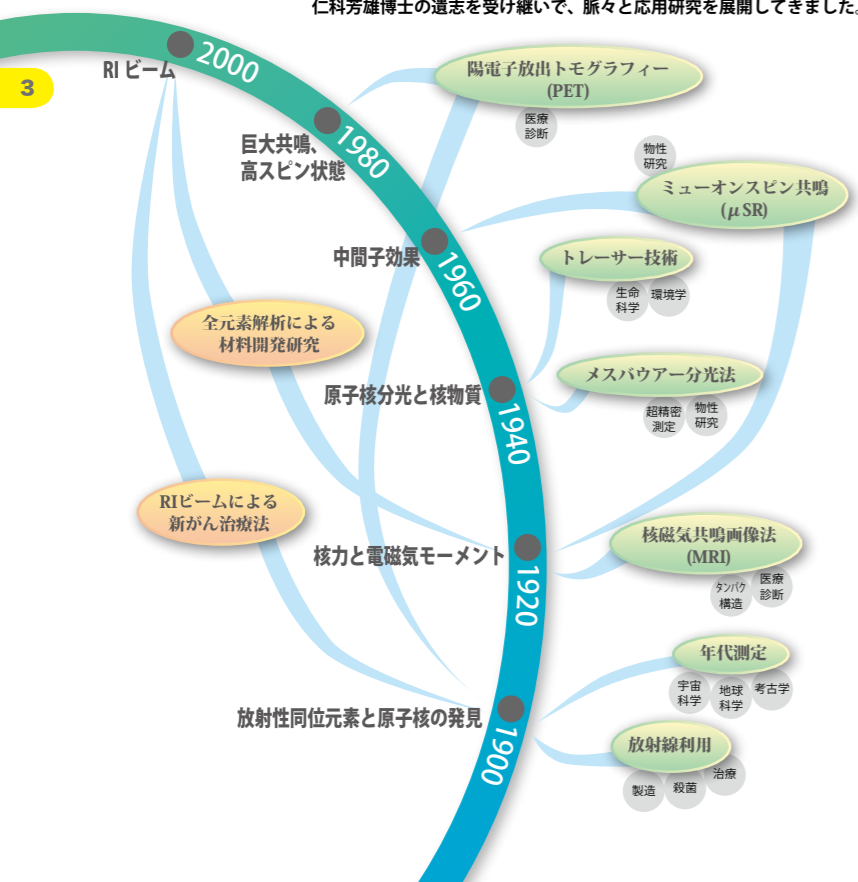 仁科芳雄博士の遺志を受け継いで、脈々と応用研究を展開してきました。
3
RI ビーム
2000
陽電子放出トモグラフィー
(PET)
医療
診断
巨大共鳴、
高スピン状態
1980
物性
研究
ミューオンスピン共鳴
(μSR)
中間子効果
1960
トレーサー技術
生命
科学
環境学
全元素解析による
材料開発研究
原子核分光と核物質
1940
メスバウアー分光法
超精密
測定
物性
研究
RIビームによる
新がん治療法
核力と電磁気モーメント
1920
核磁気共鳴画像法
(MRI)
タンパク
構造
医療
診断
年代測定
宇宙
科学
地球
科学
考古学
放射性同位元素と原子核の発見
1900
放射線利用
製造
殺菌
治療